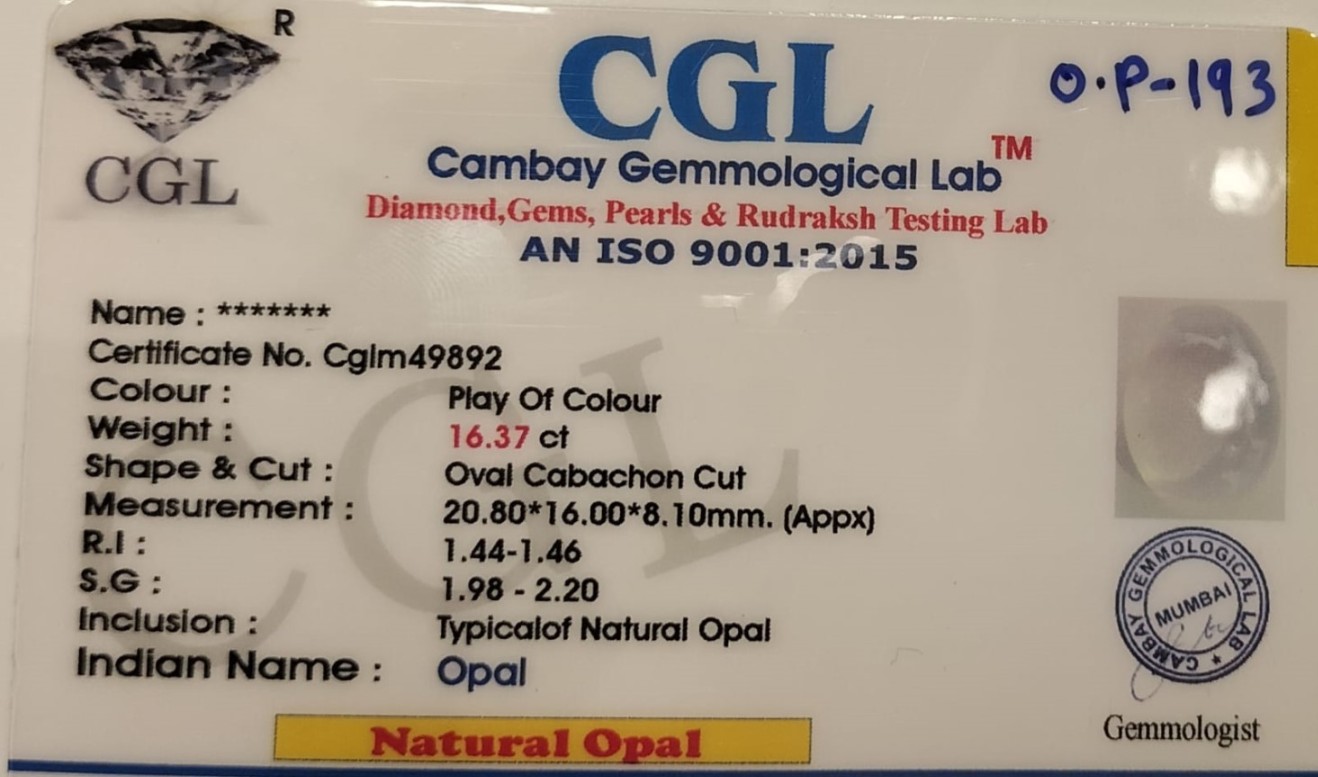 R
CGL
CGL
O.P-193
Cambay Gemmological Lab TM
Diamond,Gems, Pearls & Rudraksh Testing Lab
AN ISO 9001:2015
Name : *******
Certificate No. Cglm49892
Colour : Play Of Colour
Weight : 16.37 ct
Shape & Cut : Oval Cabachon Cut
Measurement : 20.80*16.00*8.10mm. (Appx)
R.I : 1.44-1.46
S.G : 1.98 - 2.20
Inclusion : Typicalof Natural Opal
Indian Name : Opal
Natural Opal
CGL
CAMBAY GEMMOLOGICAL LAB
MUMBAI
Gemmologist